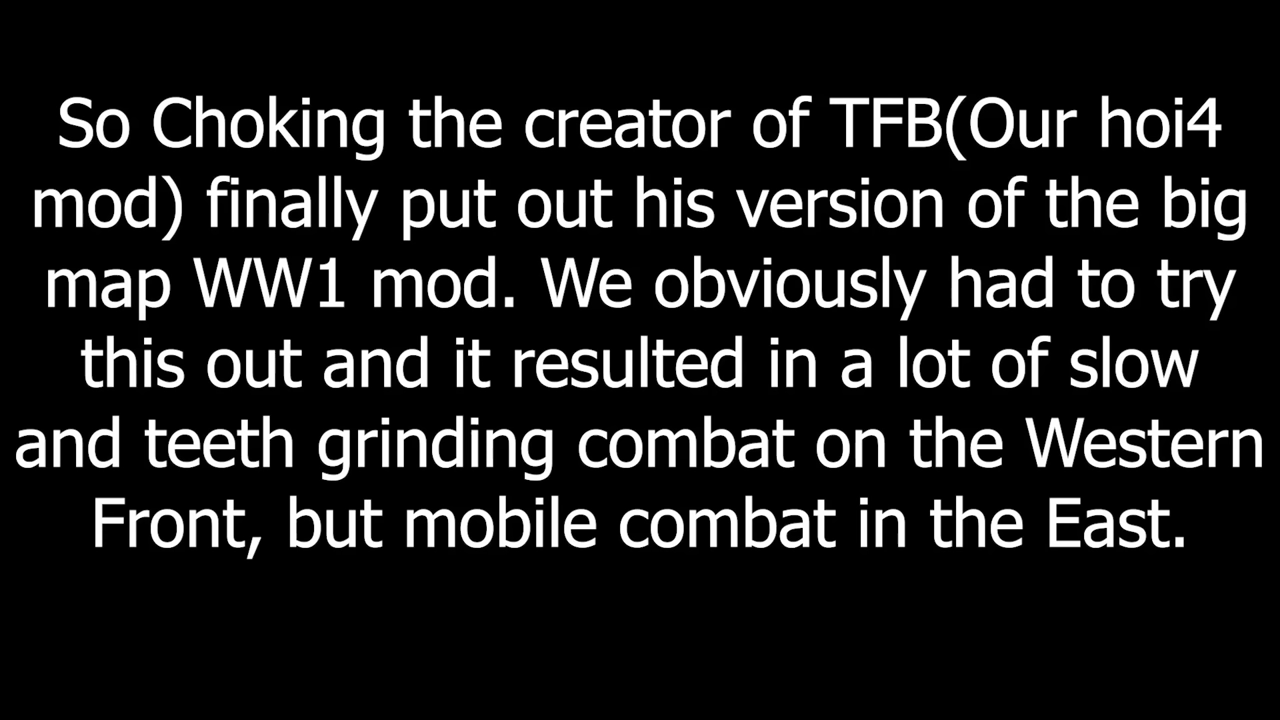 So Choking the creator of TFB(Our hoi4
mod) finally put out his version of the big
map WW1 mod. We obviously had to try
this out and it resulted in a lot of slow
and teeth grinding combat on the Western
Front, but mobile combat in the East.